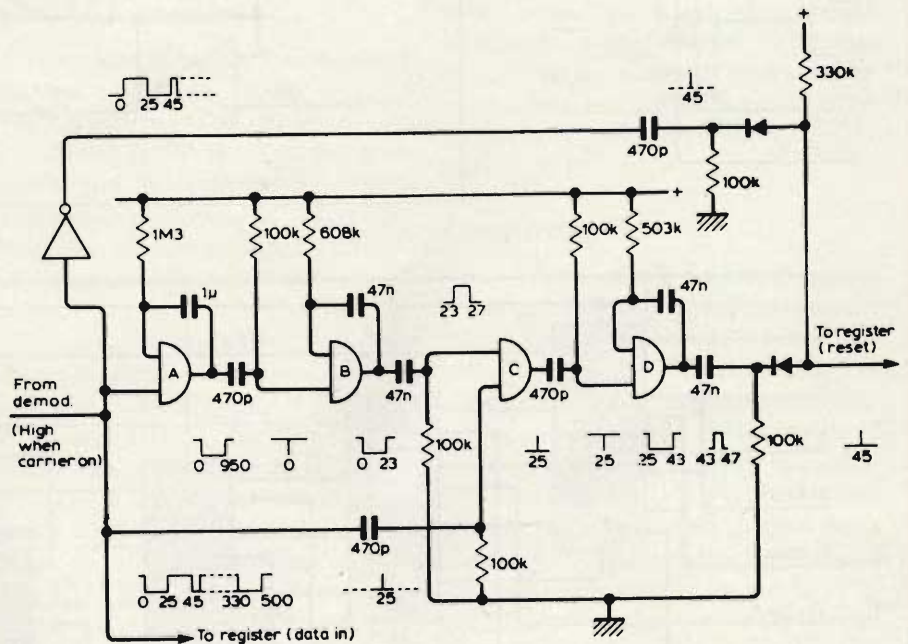 +
330k
0 25 45
45
470p
100k
+
1M3
100k
608k
100k
503k
1μ
47n
23 27
47n
A
B
C
D
470p
47n
470p
47n
To register
(reset)
From
demod.
(High
when
carrier on)
100k
100k
0 950
0
0 23
25
25
25 43
43 47
45
470p
100k
0 25 45 330 500
25
To register (data in)